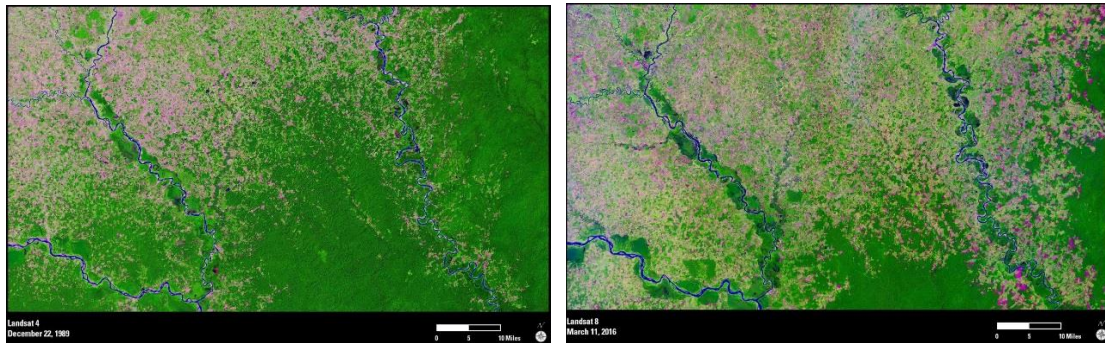 Landsat 4
December 22, 1989
0 5 10 Miles
N
Landsat 8
March 11, 2016
0 5 10 Miles
N